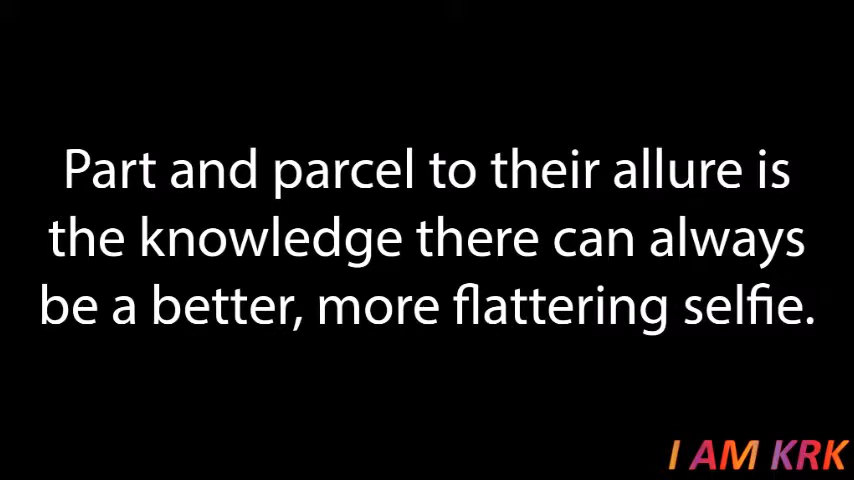 Part and parcel to their allure is
the knowledge there can always
be a better, more flattering selfie.
I AM KRK